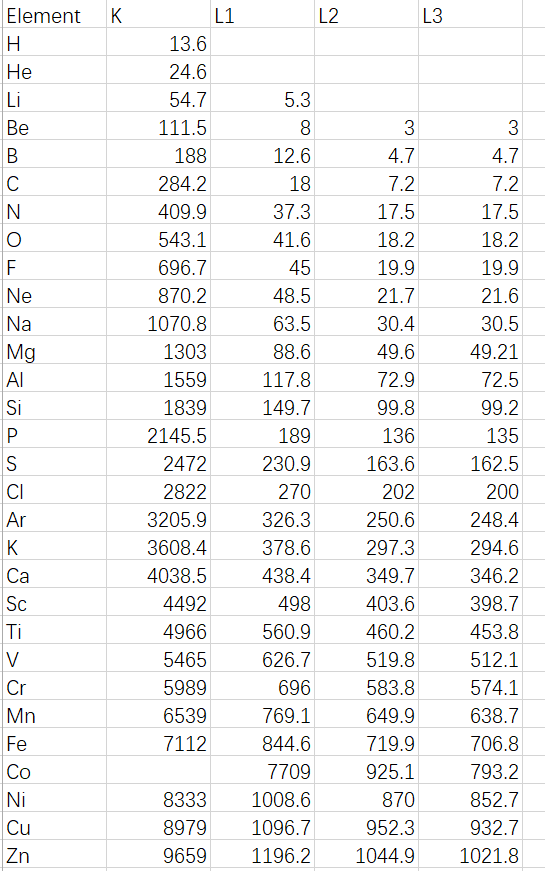 Element K L1 L2 L3
H 13.6
He 24.6
Li 54.7 5.3
Be 111.5 8 3 3
B 188 12.6 4.7 4.7
C 284.2 18 7.2 7.2
N 409.9 37.3 17.5 17.5
O 543.1 41.6 18.2 18.2
F 696.7 45 19.9 19.9
Ne 870.2 48.5 21.7 21.6
Na 1070.8 63.5 30.4 30.5
Mg 1303 88.6 49.6 49.21
Al 1559 117.8 72.9 72.5
Si 1839 149.7 99.8 99.2
P 2145.5 189 136 135
S 2472 230.9 163.6 162.5
Cl 2822 270 202 200
Ar 3205.9 326.3 250.6 248.4
K 3608.4 378.6 297.3 294.6
Ca 4038.5 438.4 349.7 346.2
Sc 4492 498 403.6 398.7
Ti 4966 560.9 460.2 453.8
V 5465 626.7 519.8 512.1
Cr 5989 696 583.8 574.1
Mn 6539 769.1 649.9 638.7
Fe 7112 844.6 719.9 706.8
Co 7709 925.1 793.2
Ni 8333 1008.6 870 852.7
Cu 8979 1096.7 952.3 932.7
Zn 9659 1196.2 1044.9 1021.8